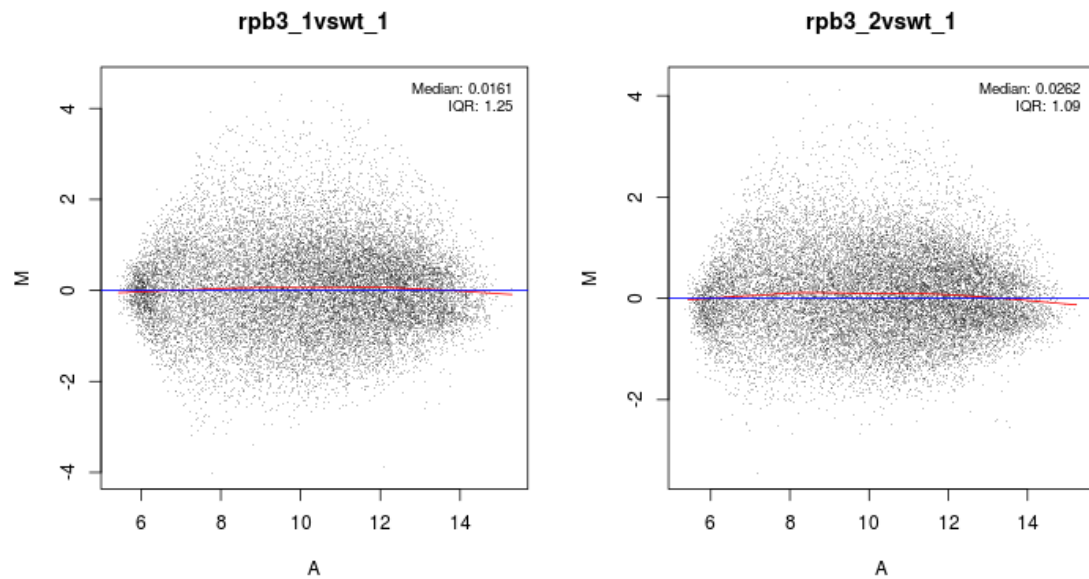 rpb3_1vswt_1
Median: 0.0161
IQR: 1.25
M
4
2
0
-2
-4
6
8
10
12
14
A
rpb3_2vswt_1
Median: 0.0262
IQR: 1.09
M
4
2
0
-2
6
8
10
12
14
A